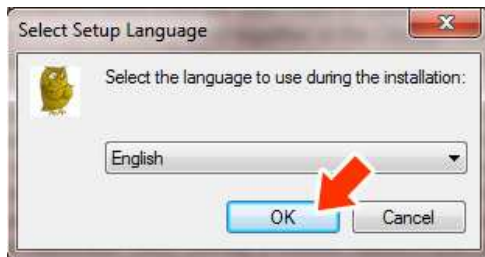 Select Setup Language
Select the language to use during the installation:
English
OK
Cancel